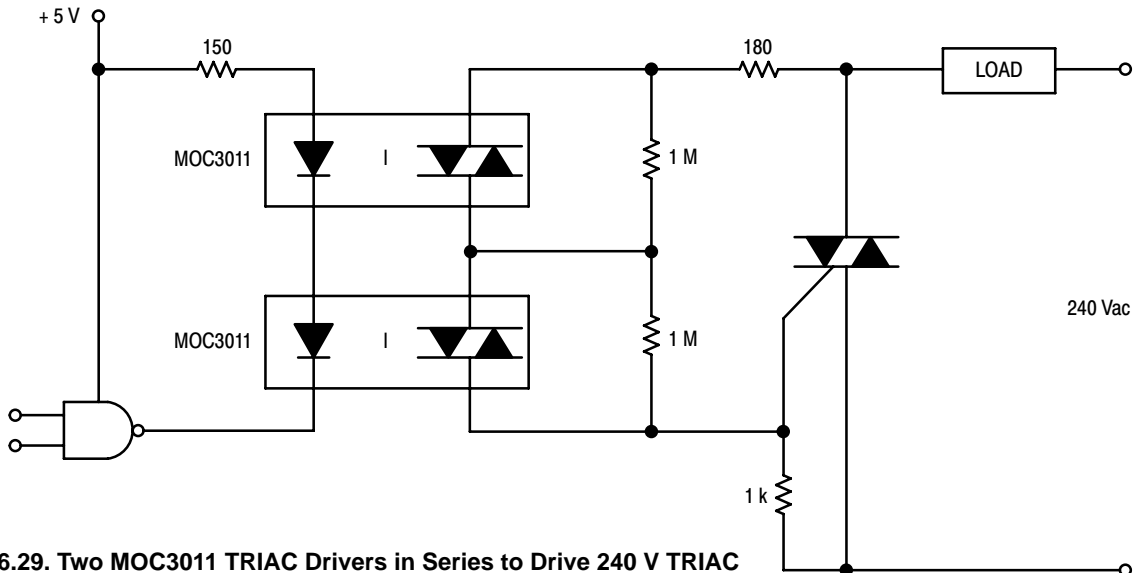 + 5 V
150
180
LOAD
MOC3011
I
1 M
MOC3011
I
1 M
240 Vac
1 k
6.29. Two MOC3011 TRIAC Drivers in Series to Drive 240 V TRIAC